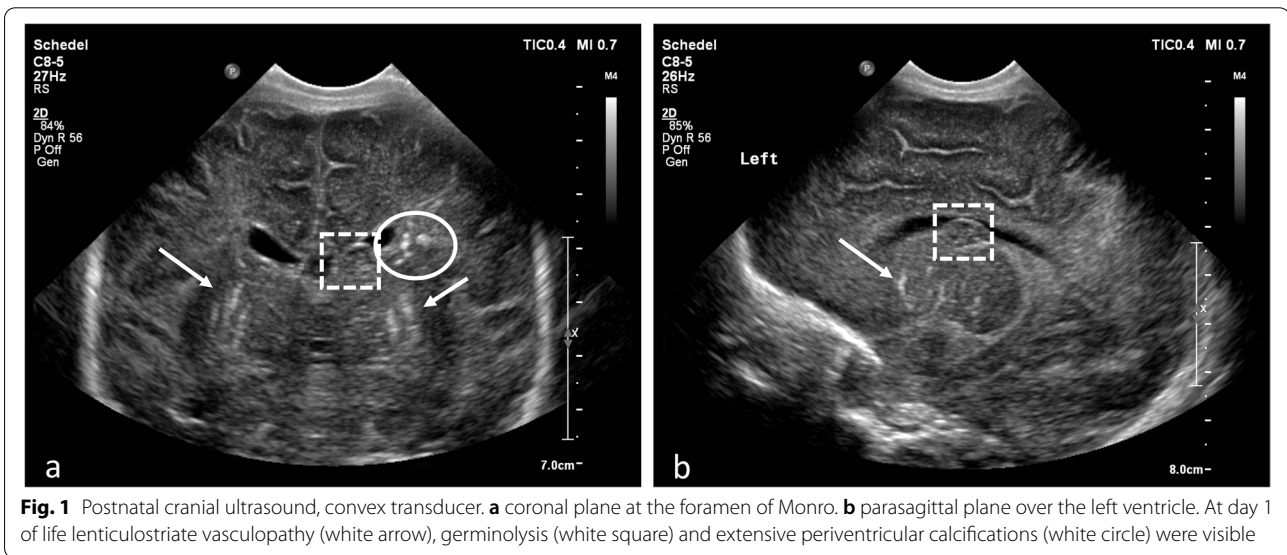 Schedel
C8-5
27Hz
RS
2D
84%
Dyn R 56
P Off
Gen
P
TIC0.4 MI 0.7
M4
X
7.0cm
a
Schedel
C8-5
26Hz
RS
2D
85%
Dyn R 56
P Off
Gen
Left
P
TIC0.4 MI 0.7
M4
X
8.0cm
b
Fig. 1 Postnatal cranial ultrasound, convex transducer. a coronal plane at the foramen of Monro. b parasagittal plane over the left ventricle. At day 1
of life lenticulostriate vasculopathy (white arrow), germinolysis (white square) and extensive periventricular calcifications (white circle) were visible